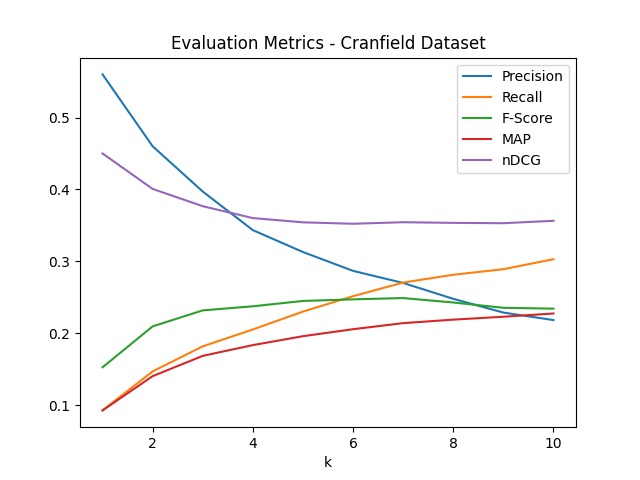 Evaluation Metrics - Cranfield Dataset
Precision
Recall
F-Score
MAP
nDCG
0.5
0.4
0.3
0.2
0.1
2 4 6 8 10
k